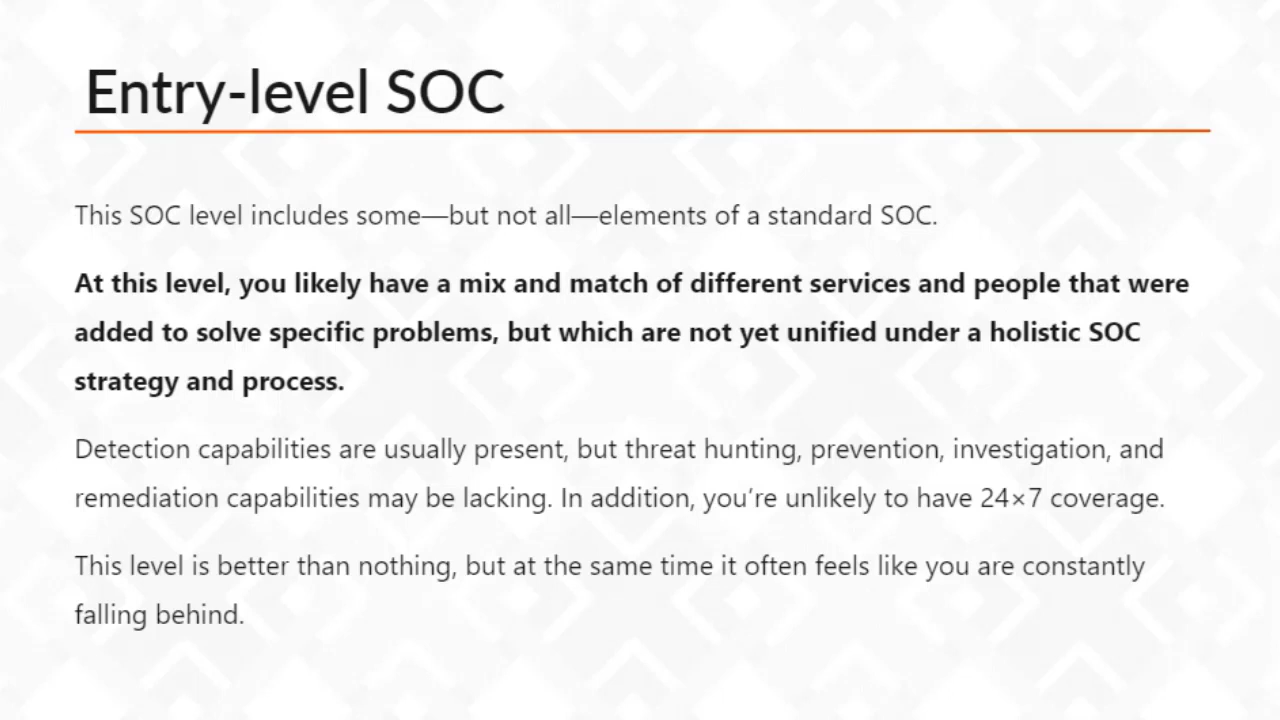 Entry-level SOC
This SOC level includes some—but not all—elements of a standard SOC.
At this level, you likely have a mix and match of different services and people that were
added to solve specific problems, but which are not yet unified under a holistic SOC
strategy and process.
Detection capabilities are usually present, but threat hunting, prevention, investigation, and
remediation capabilities may be lacking. In addition, you’re unlikely to have 24×7 coverage.
This level is better than nothing, but at the same time it often feels like you are constantly
falling behind.